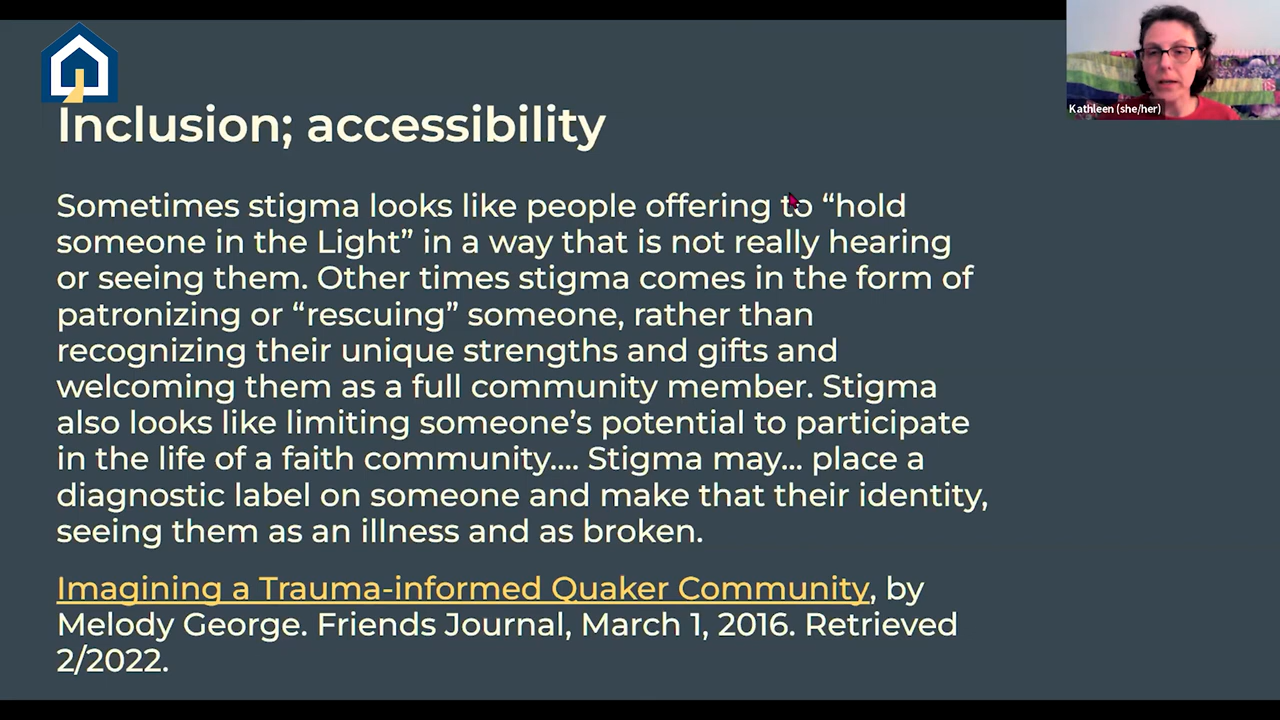 Kathleen (she/her)
Inclusion; accessibility
Sometimes stigma looks like people offering to “hold
someone in the Light” in a way that is not really hearing
or seeing them. Other times stigma comes in the form of
patronizing or “rescuing” someone, rather than
recognizing their unique strengths and gifts and
welcoming them as a full community member. Stigma
also looks like limiting someone’s potential to participate
in the life of a faith community.... Stigma may... place a
diagnostic label on someone and make that their identity,
seeing them as an illness and as broken.
Imagining a Trauma-informed Quaker Community, by
Melody George. Friends Journal, March 1, 2016. Retrieved
2/2022.